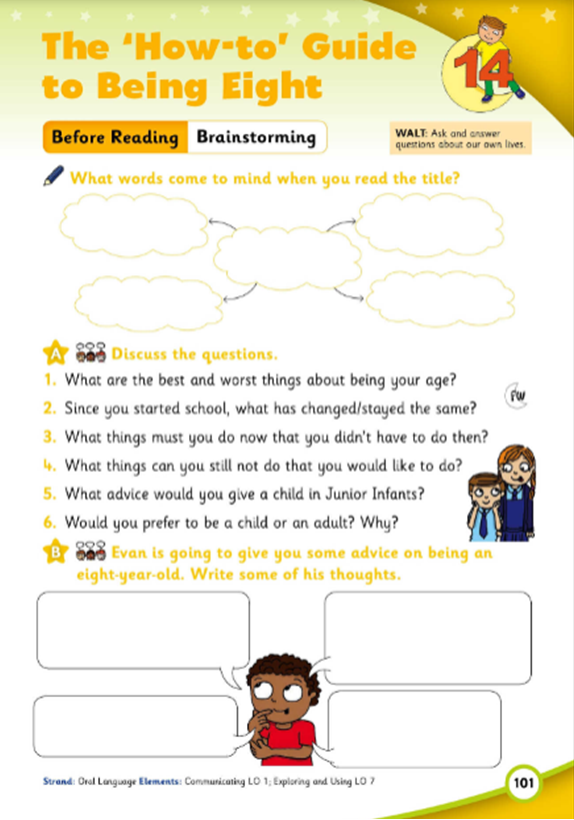 The 'How-to' Guide
to Being Eight
14
Before Reading Brainstorming
WALT: Ask and answer
questions about our own lives.
What words come to mind when you read the title?
A Discuss the questions.
1. What are the best and worst things about being your age?
2. Since you started school, what has changed/stayed the same?
PW
3. What things must you do now that you didn't have to do then?
4. What things can you still not do that you would like to do?
5. What advice would you give a child in Junior Infants?
6. Would you prefer to be a child or an adult? Why?
B Evan is going to give you some advice on being an
eight-year-old. Write some of his thoughts.
Strand: Oral Language Elements: Communicating LO 1; Exploring and Using LO 7
101